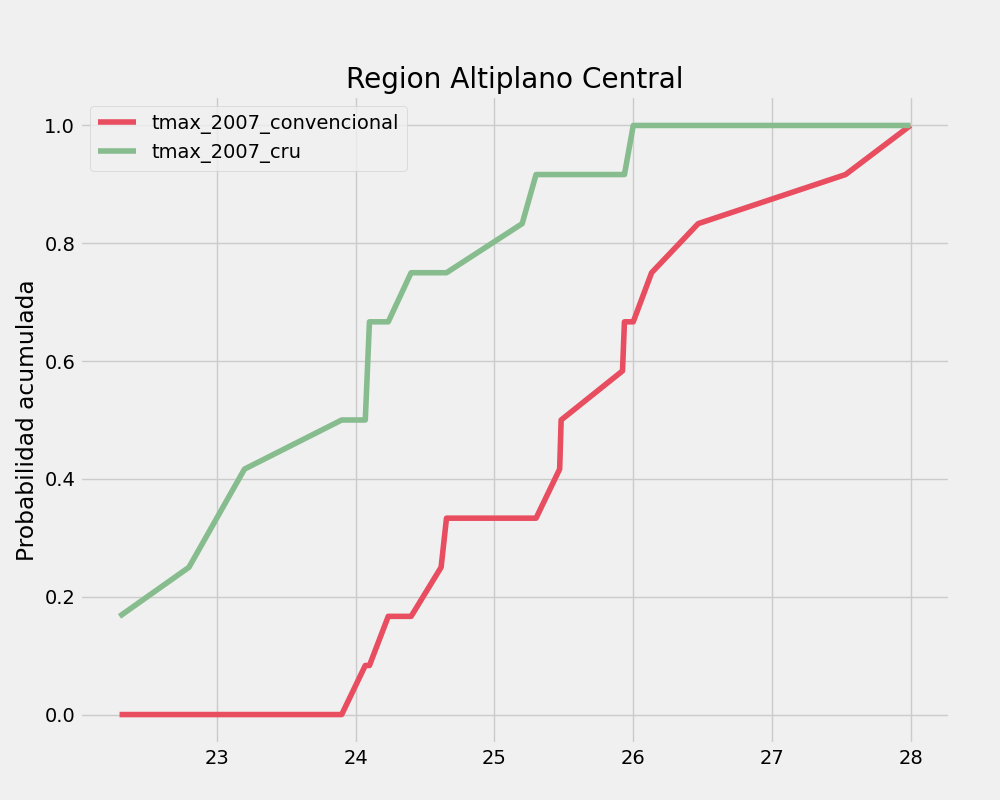 Region Altiplano Central
tmax_2007_convencional
tmax_2007_cru
Probabilidad acumulada
1.0
0.8
0.6
0.4
0.2
0.0
23 24 25 26 27 28